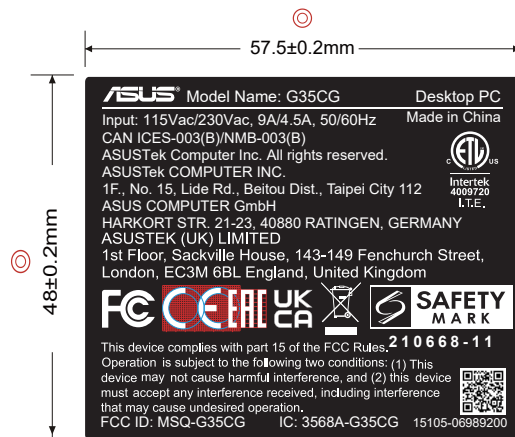 57.5±0.2mm
48±0.2mm
ASUS® Model Name: G35CG Desktop PC
Input: 115Vac/230Vac, 9A/4.5A, 50/60Hz Made in China
CAN ICES-003(B)/NMB-003(B)
ASUSTek Computer Inc. All rights reserved.
ASUSTek COMPUTER INC.
1F., No. 15, Lide Rd., Beitou Dist., Taipei City 112
ASUS COMPUTER GmbH
HARKORT STR. 21-23, 40880 RATINGEN, GERMANY
ASUSTEK (UK) LIMITED
1st Floor, Sackville House, 143-149 Fenchurch Street,
London, EC3M 6BL England, United Kingdom
C ETL US
Intertek
4009720
I.T.E.
FC CE EAC UK CA
SAFETY
MARK
210668-11
This device complies with part 15 of the FCC Rules.
Operation is subject to the following two conditions: (1) This
device may not cause harmful interference, and (2) this device
must accept any interference received, including interference
that may cause undesired operation.
FCC ID: MSQ-G35CG IC: 3568A-G35CG 15105-06989200